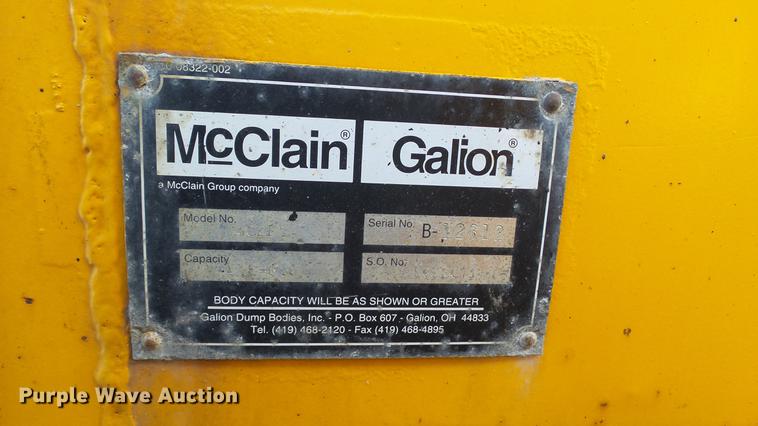 08322-002
McClain® Galion®
a McClain Group company
Model No. Serial No. B-
Capacity S.O. No.
BODY CAPACITY WILL BE AS SHOWN OR GREATER
Galion Dump Bodies, Inc. - P.O. Box 607 - Galion, OH 44833
Tel. (419) 468-2120 - Fax (419) 468-4895
Purple Wave Auction